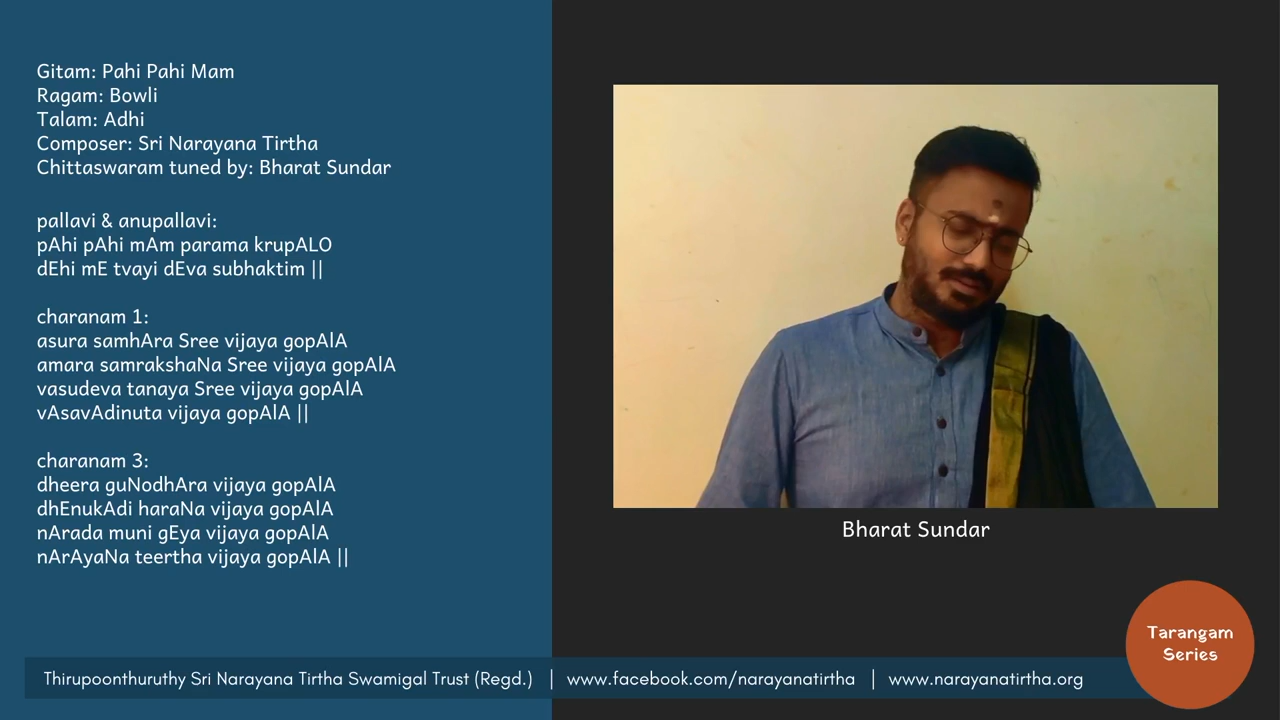 Gitam: Pahi Pahi Mam
Ragam: Bowli
Talam: Adhi
Composer: Sri Narayana Tirtha
Chittaswaram tuned by: Bharat Sundar
pallavi & anupallavi:
pAhi pAhi mAm parama krupALO
dEhi mE tvayi dEva subhaktim ||
charanam 1:
asura samhAra Sree vijaya gopAlA
amara samrakshaNa Sree vijaya gopAlA
vasudeva tanaya Sree vijaya gopAlA
vAsavAdinuta vijaya gopAlA ||
charanam 3:
dheera guNodhAra vijaya gopAlA
dhEnukAdi haraNa vijaya gopAlA
nArada muni gEya vijaya gopAlA
nArAyaNa teertha vijaya gopAlA ||
Bharat Sundar
Tarangam
Series
Thirupoonthuruthy Sri Narayana Tirtha Swamigal Trust (Regd.) | www.facebook.com/narayanatirtha | www.narayanatirtha.org